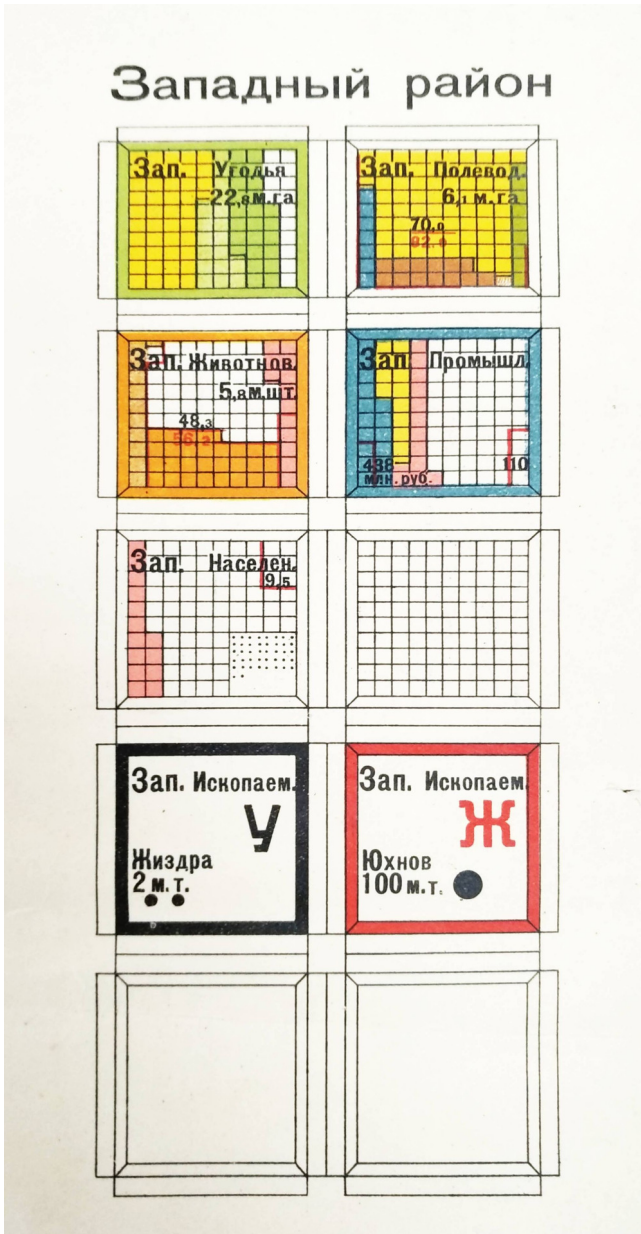 Западный район
Зап. Угодья
22,8 м.га
Зап. Полевод.
6,1 м.га
70,0
82,0
Зап. Животнов.
5,8 м.шт.
48,3
56,2
Зап. Промышл.
438
млн. руб.
110
Зап. Населен.
9,5
Зап. Ископаем.
У
Жиздра
2 м. т.
Зап. Ископаем.
Ж
Юхнов
100 м.т.